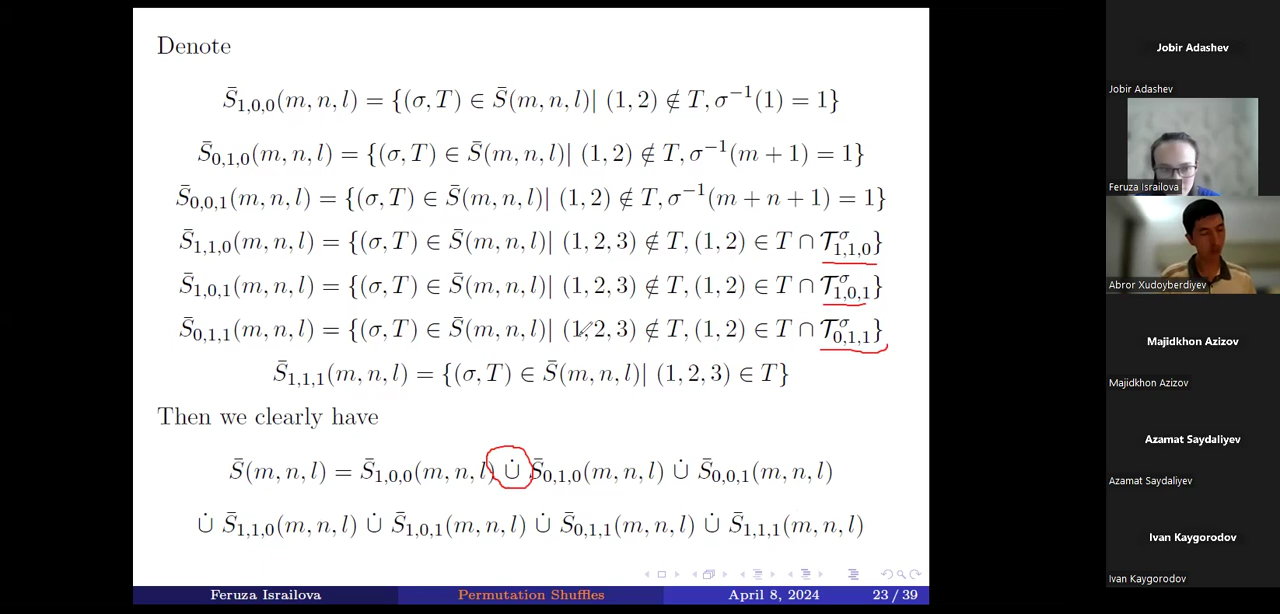 Denote
S̄₁,₀,₀(m, n, l) = {(σ, T) ∈ S̄(m, n, l)| (1, 2) ∉ T, σ⁻¹(1) = 1}
S̄₀,₁,₀(m, n, l) = {(σ, T) ∈ S̄(m, n, l)| (1, 2) ∉ T, σ⁻¹(m + 1) = 1}
S̄₀,₀,₁(m, n, l) = {(σ, T) ∈ S̄(m, n, l)| (1, 2) ∉ T, σ⁻¹(m + n + 1) = 1}
S̄₁,₁,₀(m, n, l) = {(σ, T) ∈ S̄(m, n, l)| (1, 2, 3) ∉ T, (1, 2) ∈ T ∩ 𝒯^σ_{1,1,0}}
S̄₁,₀,₁(m, n, l) = {(σ, T) ∈ S̄(m, n, l)| (1, 2, 3) ∉ T, (1, 2) ∈ T ∩ 𝒯^σ_{1,0,1}}
S̄₀,₁,₁(m, n, l) = {(σ, T) ∈ S̄(m, n, l)| (1, 2, 3) ∉ T, (1, 2) ∈ T ∩ 𝒯^σ_{0,1,1}}
S̄₁,₁,₁(m, n, l) = {(σ, T) ∈ S̄(m, n, l)| (1, 2, 3) ∈ T}
Then we clearly have
S̄(m, n, l) = S̄₁,₀,₀(m, n, l) ∪̇ S̄₀,₁,₀(m, n, l) ∪̇ S̄₀,₀,₁(m, n, l)
∪̇ S̄₁,₁,₀(m, n, l) ∪̇ S̄₁,₀,₁(m, n, l) ∪̇ S̄₀,₁,₁(m, n, l) ∪̇ S̄₁,₁,₁(m, n, l)
Feruza Israilova Permutation Shuffles April 8, 2024 23 / 39
Jobir Adashev
Jobir Adashev
Feruza Israilova
Abror Xudoyberdiyev
Majidkhon Azizov
Majidkhon Azizov
Azamat Saydaliyev
Azamat Saydaliyev
Ivan Kaygorodov
Ivan Kaygorodov